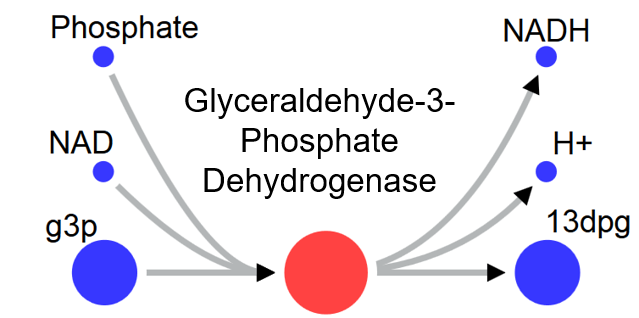 Phosphate
NADH
Glyceraldehyde-3-
Phosphate
Dehydrogenase
NAD
H+
g3p
13dpg